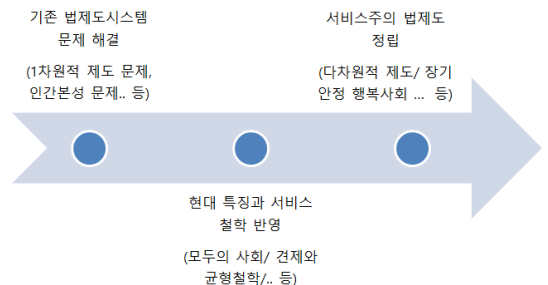 기존 법제도시스템
문제 해결
(1차원적 제도 문제,
인간본성 문제.. 등)
현대 특징과 서비스
철학 반영
(모두의 사회/ 견제와
균형철학/.. 등)
서비스주의 법제도
정립
(다차원적 제도/ 장기
안정 행복사회 ... 등)